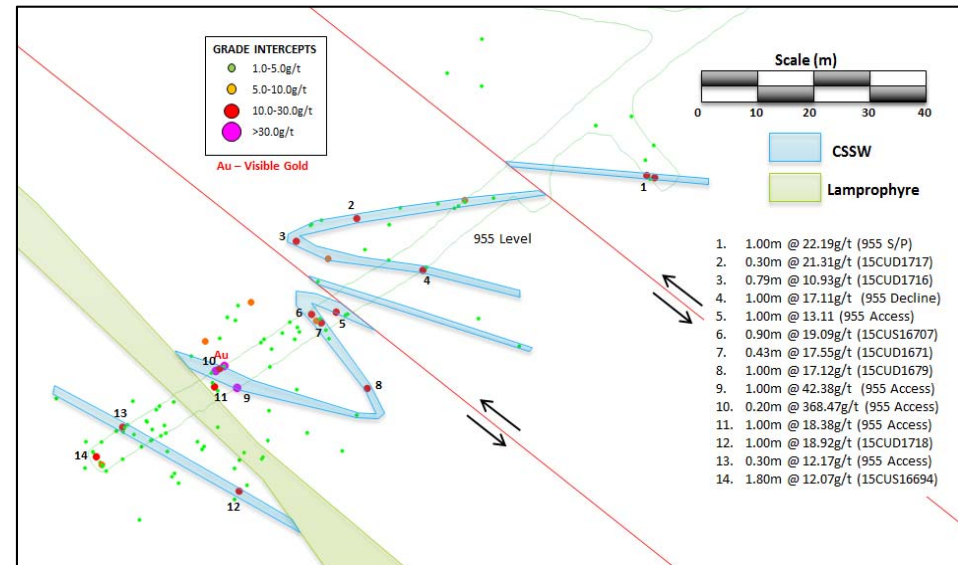 GRADE INTERCEPTS
1.0-5.0g/t
5.0-10.0g/t
10.0-30.0g/t
>30.0g/t
Au – Visible Gold
Scale (m)
0 10 20 30 40
CSSW
Lamprophyre
1
2
3
955 Level
4
5
6
7
8
Au
10
9
11
13
14
12
1. 1.00m @ 22.19g/t (955 S/P)
2. 0.30m @ 21.31g/t (15CUD1717)
3. 0.79m @ 10.93g/t (15CUD1716)
4. 1.00m @ 17.11g/t (955 Decline)
5. 1.00m @ 13.11 (955 Access)
6. 0.90m @ 19.09g/t (15CUS16707)
7. 0.43m @ 17.55g/t (15CUD1671)
8. 1.00m @ 17.12g/t (15CUD1679)
9. 1.00m @ 42.38g/t (955 Access)
10. 0.20m @ 368.47g/t (955 Access)
11. 1.00m @ 18.38g/t (955 Access)
12. 1.00m @ 18.92g/t (15CUD1718)
13. 0.30m @ 12.17g/t (955 Access)
14. 1.80m @ 12.07g/t (15CUS16694)